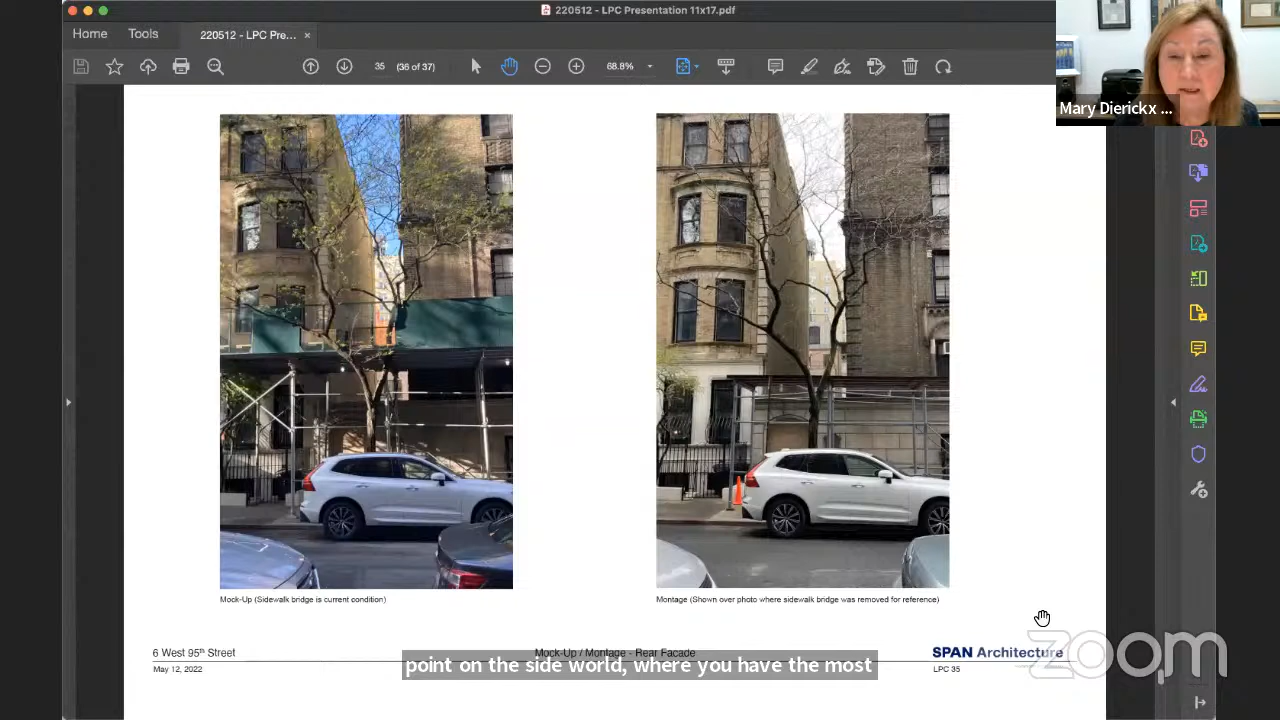 220512 - LPC Presentation 11x17.pdf
Home
Tools
220512 - LPC Pre... ×
35
(36 of 37)
68.8%
Mary Dierickx ...
Mock-Up (Sidewalk bridge is current condition)
Montage (Shown over photo where sidewalk bridge was removed for reference)
6 West 95th Street
Mock-Up / Montage - Rear Facade
SPAN Architecture
May 12, 2022
LPC 35
point on the side world, where you have the most
zoom